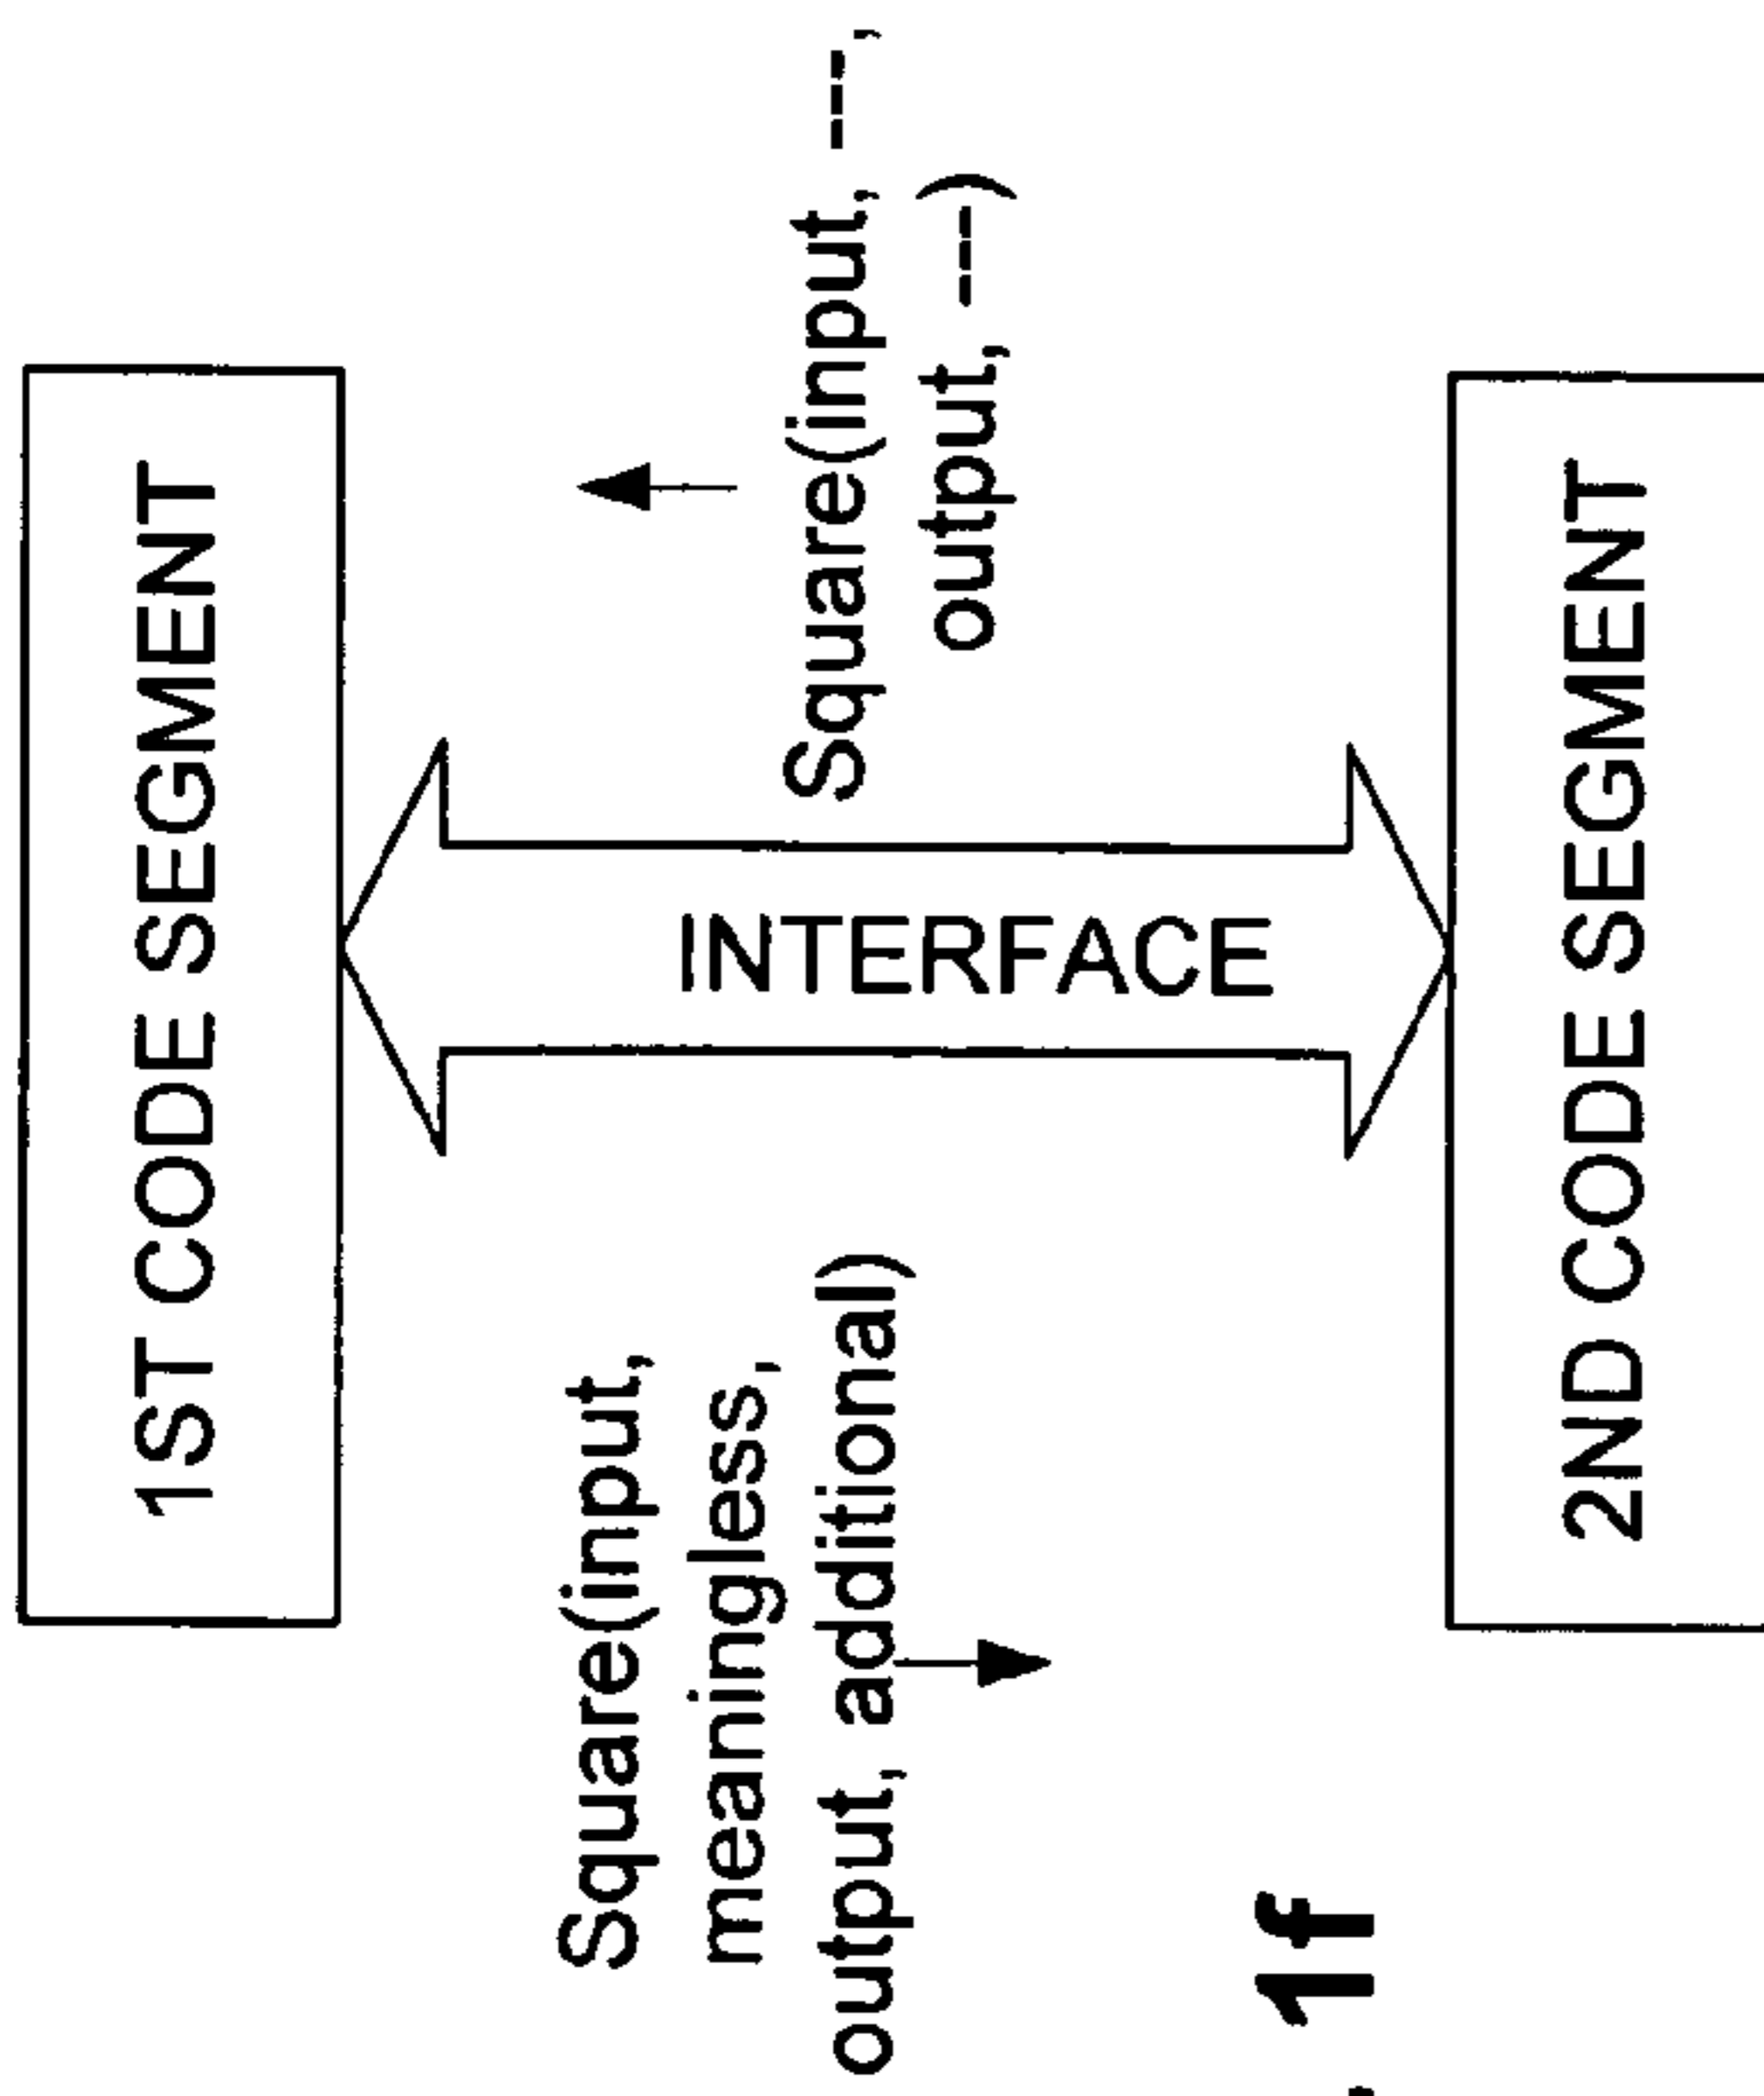 1ST CODE SEGMENT
Square(input,
meaningless,
output, additional)
INTERFACE
Square(input, ---,
output, ---)
2ND CODE SEGMENT
1f